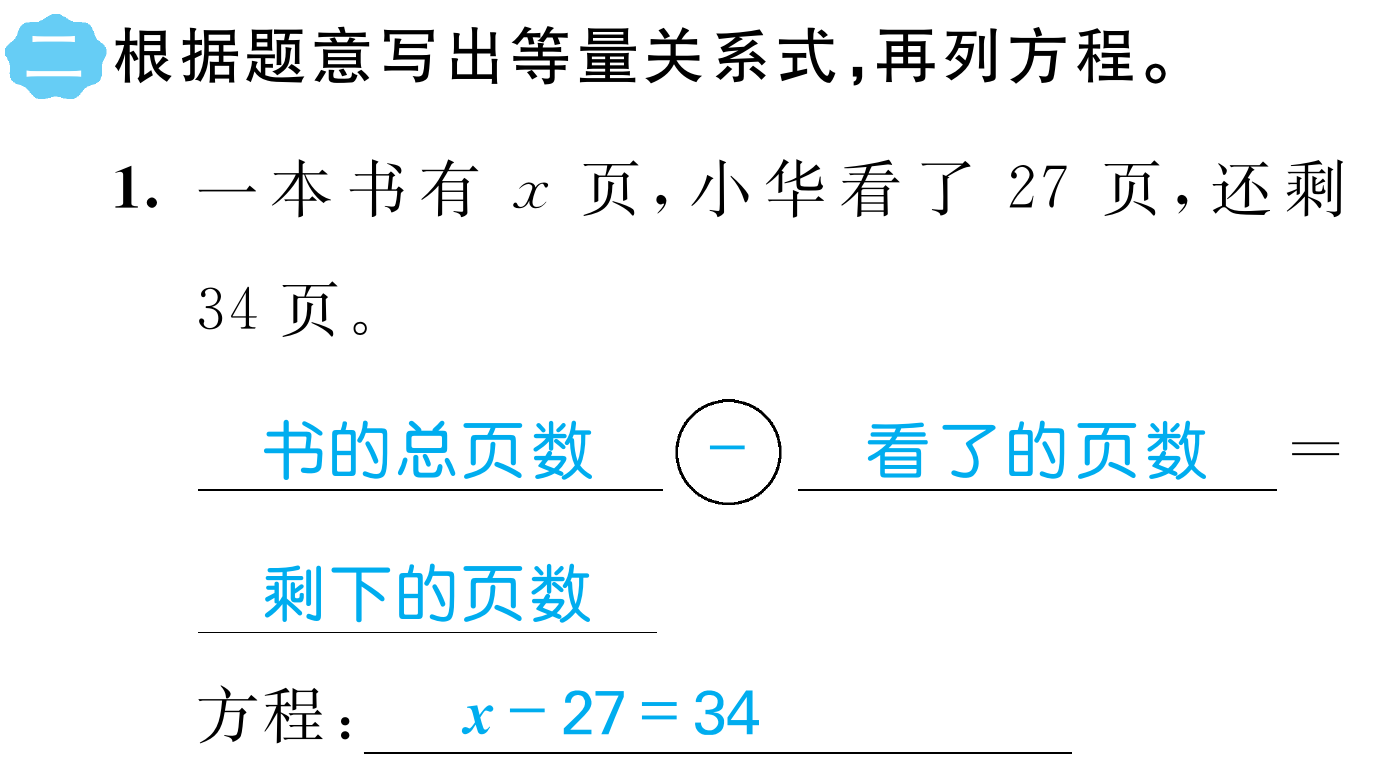 二 根据题意写出等量关系式,再列方程。
1. 一本书有 x 页,小华看了 27 页,还剩
34 页。
书的总页数 − 看了的页数 =
剩下的页数
方程: x − 27 = 34